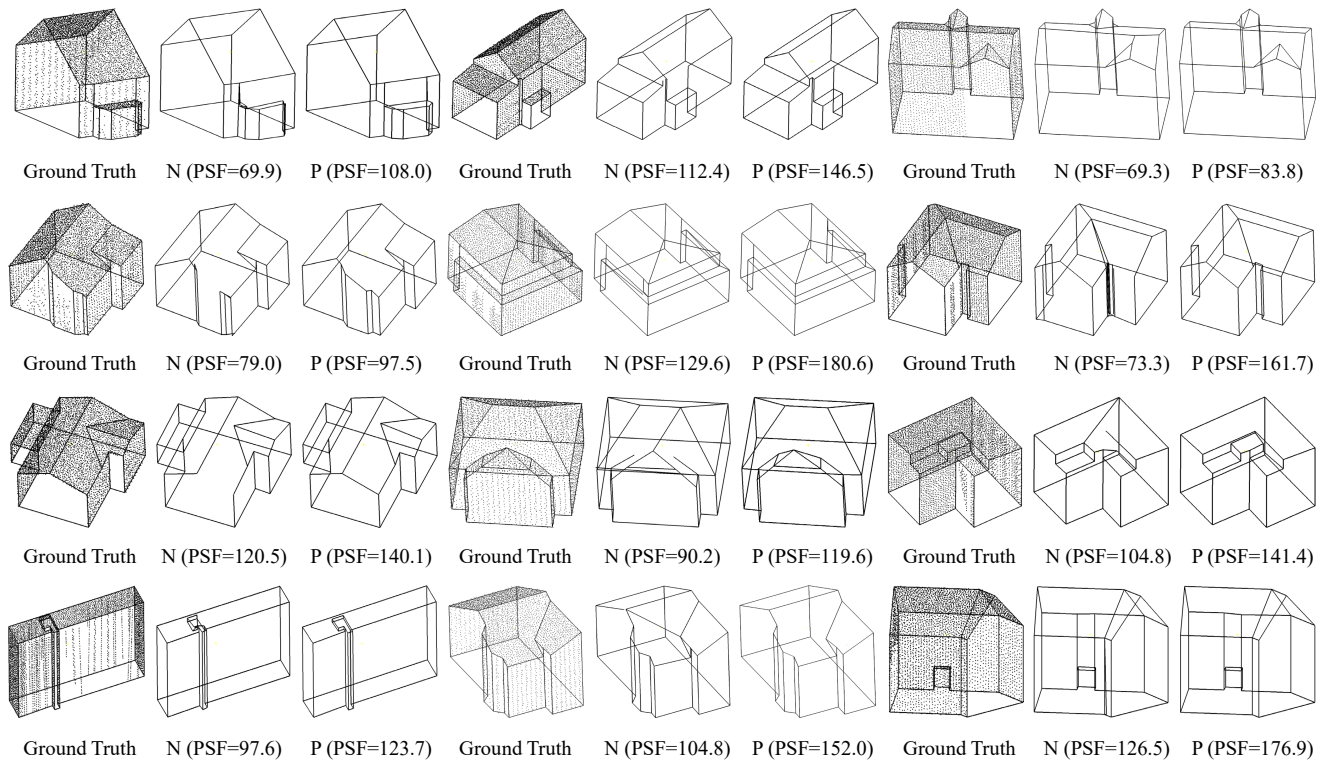 Ground Truth N (PSF=69.9) P (PSF=108.0) Ground Truth N (PSF=112.4) P (PSF=146.5) Ground Truth N (PSF=69.3) P (PSF=83.8)
Ground Truth N (PSF=79.0) P (PSF=97.5) Ground Truth N (PSF=129.6) P (PSF=180.6) Ground Truth N (PSF=73.3) P (PSF=161.7)
Ground Truth N (PSF=120.5) P (PSF=140.1) Ground Truth N (PSF=90.2) P (PSF=119.6) Ground Truth N (PSF=104.8) P (PSF=141.4)
Ground Truth N (PSF=97.6) P (PSF=123.7) Ground Truth N (PSF=104.8) P (PSF=152.0) Ground Truth N (PSF=126.5) P (PSF=176.9)